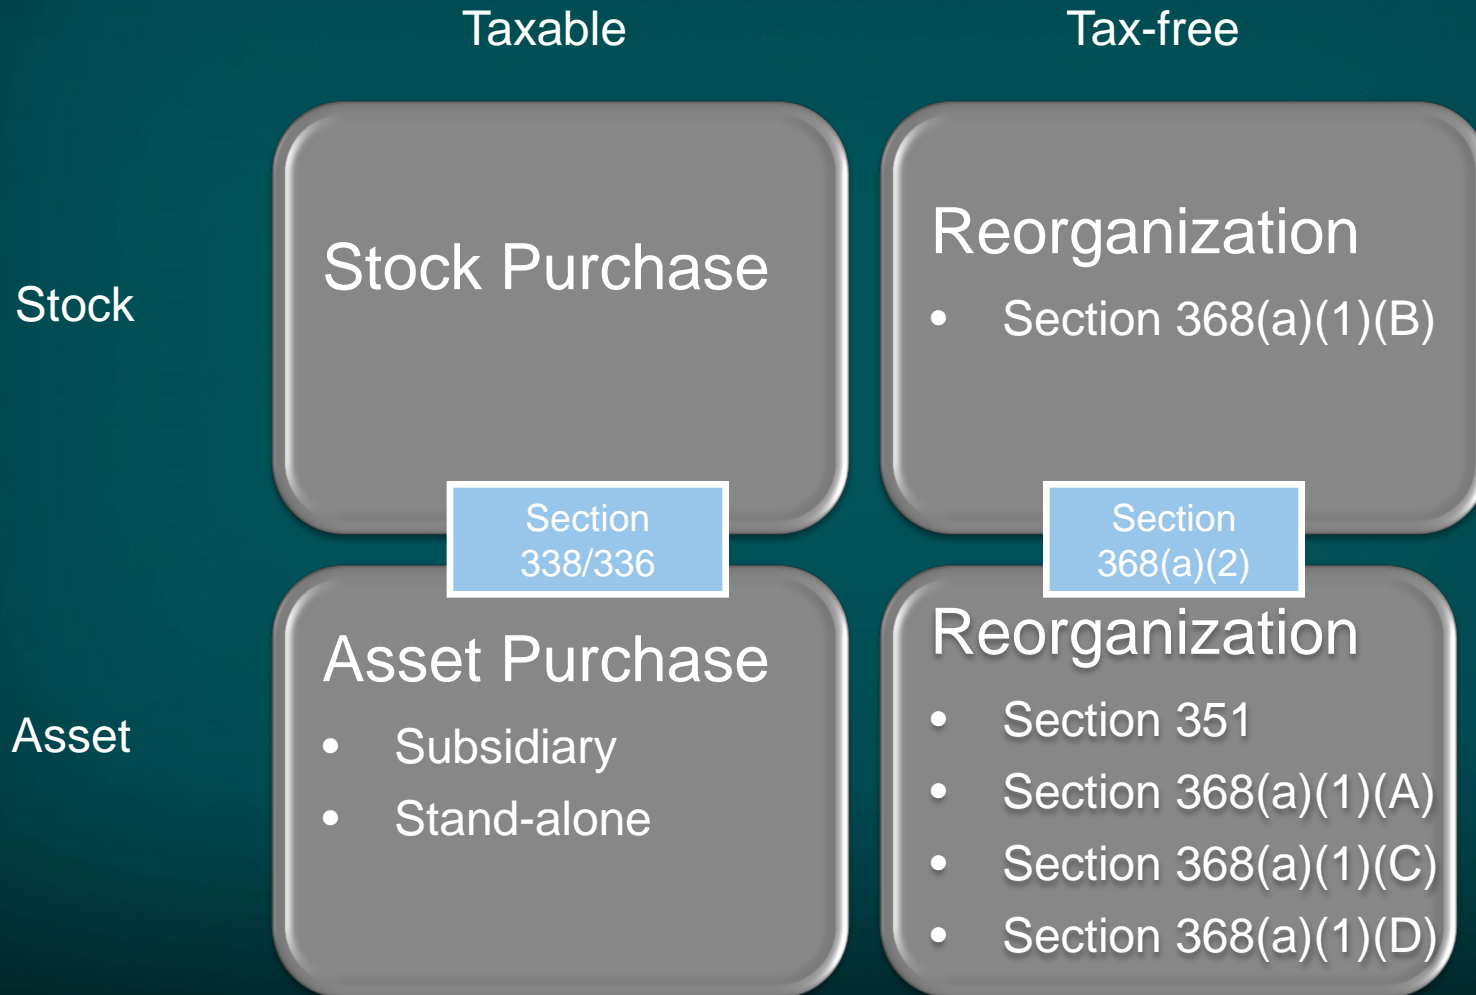 Taxable
Tax-free
Stock
Stock Purchase
Reorganization
• Section 368(a)(1)(B)
Section
338/336
Section
368(a)(2)
Asset
Asset Purchase
• Subsidiary
• Stand-alone
Reorganization
• Section 351
• Section 368(a)(1)(A)
• Section 368(a)(1)(C)
• Section 368(a)(1)(D)